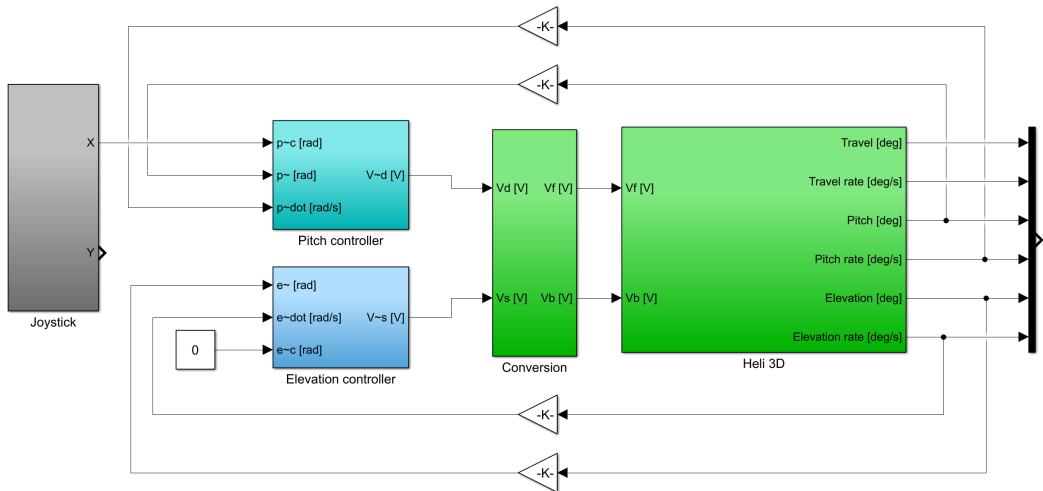 -K-
-K-
X
Y
Joystick
p~c [rad]
p~ [rad]
p~dot [rad/s]
V~d [V]
Pitch controller
e~ [rad]
e~dot [rad/s]
e~c [rad]
V~s [V]
Elevation controller
0
Vd [V]
Vs [V]
Vf [V]
Vb [V]
Conversion
Vf [V]
Vb [V]
Travel [deg]
Travel rate [deg/s]
Pitch [deg]
Pitch rate [deg/s]
Elevation [deg]
Elevation rate [deg/s]
Heli 3D
-K-
-K-